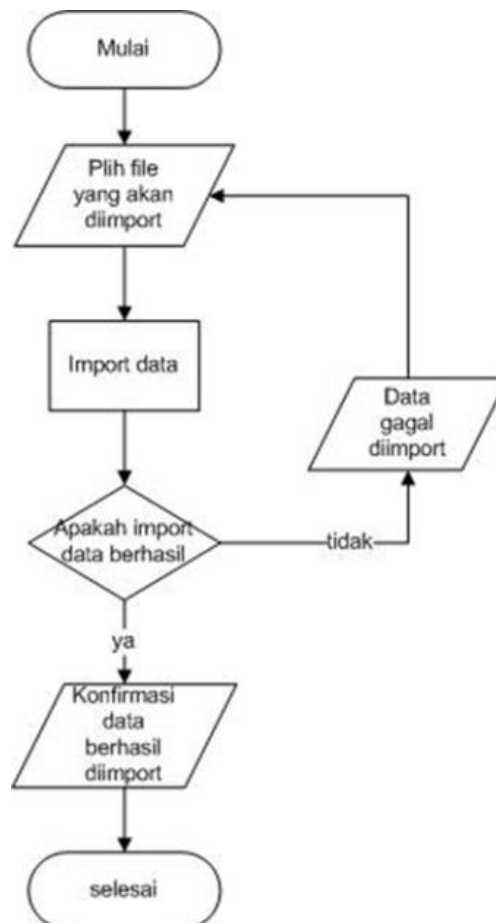 Mulai
Plih file
yang akan
diimport
Import data
Data
gagal
diimport
Apakah import
data berhasil
tidak
ya
Konfirmasi
data
berhasil
diimport
selesai